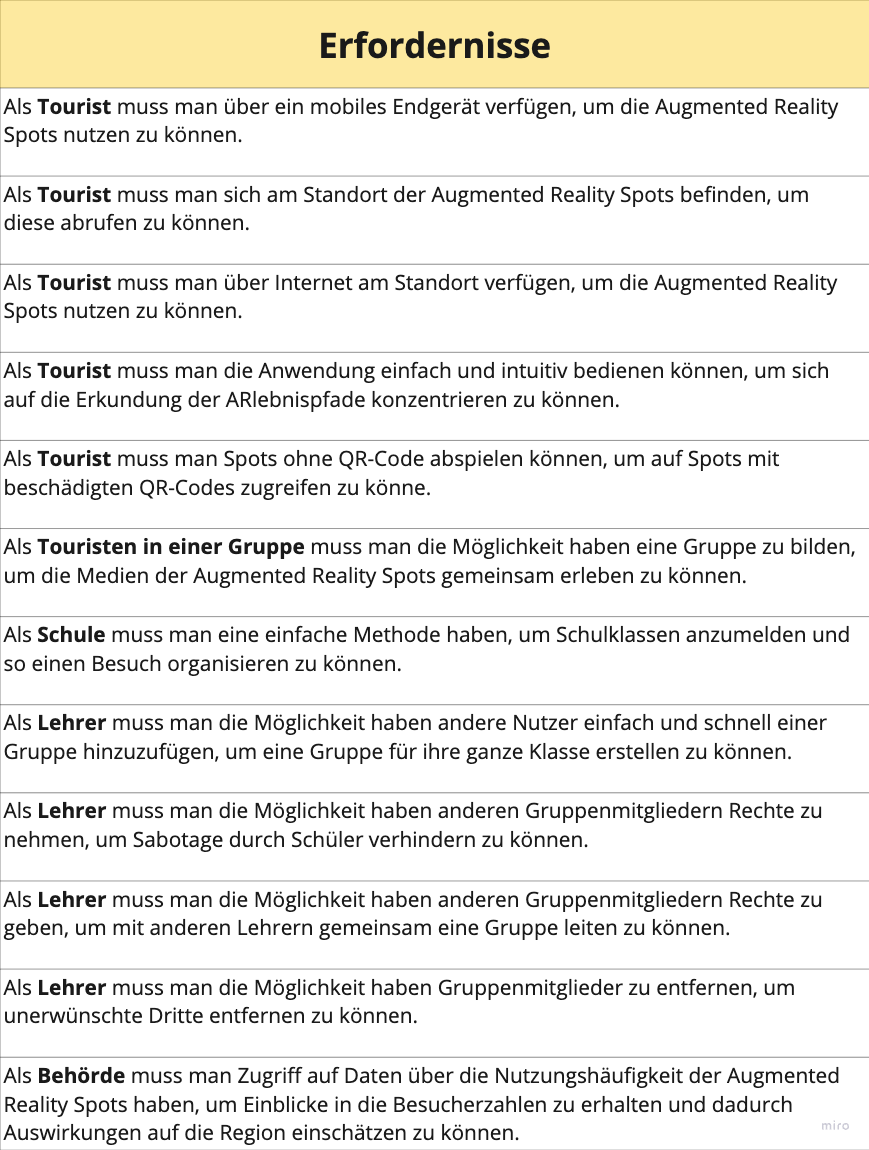 Erfordernisse
Als Tourist muss man über ein mobiles Endgerät verfügen, um die Augmented Reality
Spots nutzen zu können.
Als Tourist muss man sich am Standort der Augmented Reality Spots befinden, um
diese abrufen zu können.
Als Tourist muss man über Internet am Standort verfügen, um die Augmented Reality
Spots nutzen zu können.
Als Tourist muss man die Anwendung einfach und intuitiv bedienen können, um sich
auf die Erkundung der ARlebnispfade konzentrieren zu können.
Als Tourist muss man Spots ohne QR-Code abspielen können, um auf Spots mit
beschädigten QR-Codes zugreifen zu könne.
Als Touristen in einer Gruppe muss man die Möglichkeit haben eine Gruppe zu bilden,
um die Medien der Augmented Reality Spots gemeinsam erleben zu können.
Als Schule muss man eine einfache Methode haben, um Schulklassen anzumelden und
so einen Besuch organisieren zu können.
Als Lehrer muss man die Möglichkeit haben andere Nutzer einfach und schnell einer
Gruppe hinzuzufügen, um eine Gruppe für ihre ganze Klasse erstellen zu können.
Als Lehrer muss man die Möglichkeit haben anderen Gruppenmitgliedern Rechte zu
nehmen, um Sabotage durch Schüler verhindern zu können.
Als Lehrer muss man die Möglichkeit haben anderen Gruppenmitgliedern Rechte zu
geben, um mit anderen Lehrern gemeinsam eine Gruppe leiten zu können.
Als Lehrer muss man die Möglichkeit haben Gruppenmitglieder zu entfernen, um
unerwünschte Dritte entfernen zu können.
Als Behörde muss man Zugriff auf Daten über die Nutzungshäufigkeit der Augmented
Reality Spots haben, um Einblicke in die Besucherzahlen zu erhalten und dadurch
Auswirkungen auf die Region einschätzen zu können.
miro